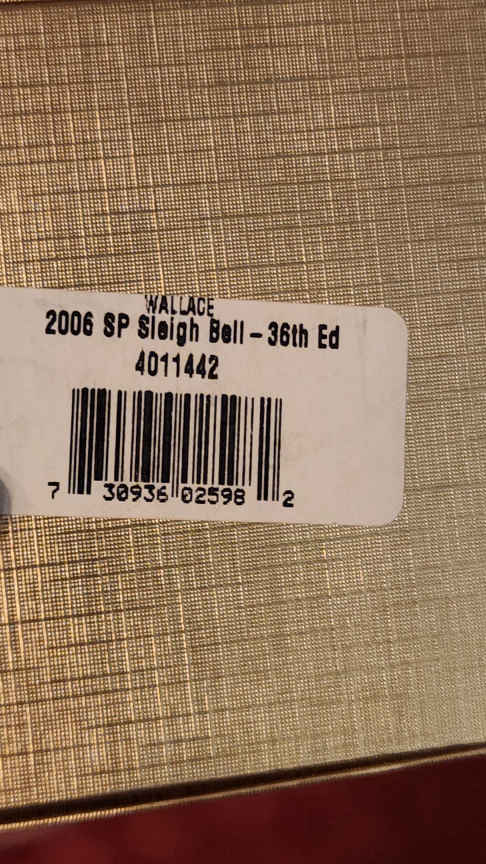 WALLACE
2006 SP Sleigh Bell - 36th Ed
4011442
7 30936 02598 2